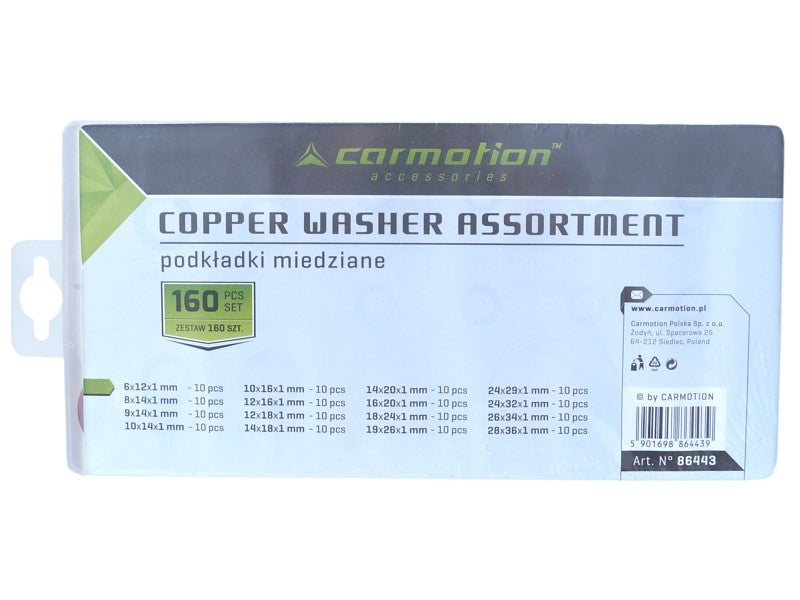 carmotion™
accessories
COPPER WASHER ASSORTMENT
podkładki miedziane
160 PCS SET
ZESTAW 160 SZT.
6x12x1 mm - 10 pcs
8x14x1 mm - 10 pcs
9x14x1 mm - 10 pcs
10x14x1 mm - 10 pcs
10x16x1 mm - 10 pcs
12x16x1 mm - 10 pcs
12x18x1 mm - 10 pcs
14x18x1 mm - 10 pcs
14x20x1 mm - 10 pcs
16x20x1 mm - 10 pcs
18x24x1 mm - 10 pcs
19x26x1 mm - 10 pcs
24x29x1 mm - 10 pcs
24x32x1 mm - 10 pcs
26x34x1 mm - 10 pcs
28x36x1 mm - 10 pcs
www.carmotion.pl
Carmotion Polska Sp. z o.o.
Żodyń, ul. Spacerowa 25
64-212 Siedlec, Poland
© by CARMOTION
5 901698 864439
Art. N° 86443